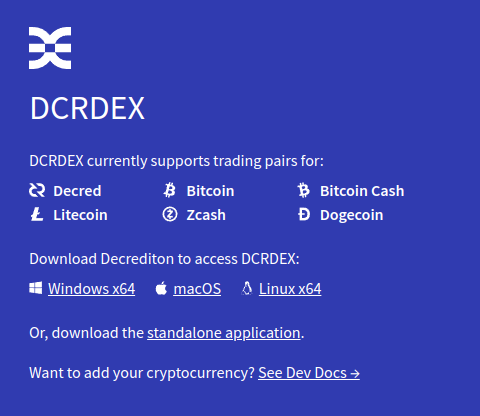 DCRDEX
DCRDEX currently supports trading pairs for:
Decred Bitcoin Bitcoin Cash
Litecoin Zcash Dogecoin
Download Decrediton to access DCRDEX:
Windows x64 macOS Linux x64
Or, download the standalone application.
Want to add your cryptocurrency? See Dev Docs →